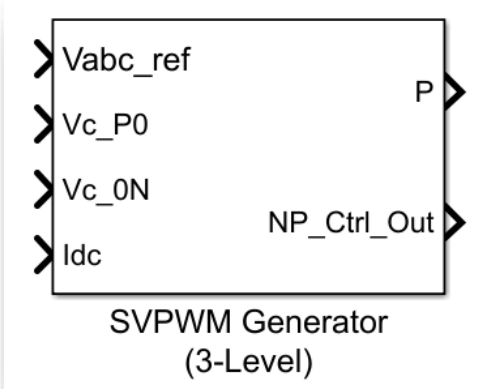 Vabc_ref
Vc_P0
Vc_0N
Idc
P
NP_Ctrl_Out
SVPWM Generator
(3-Level)